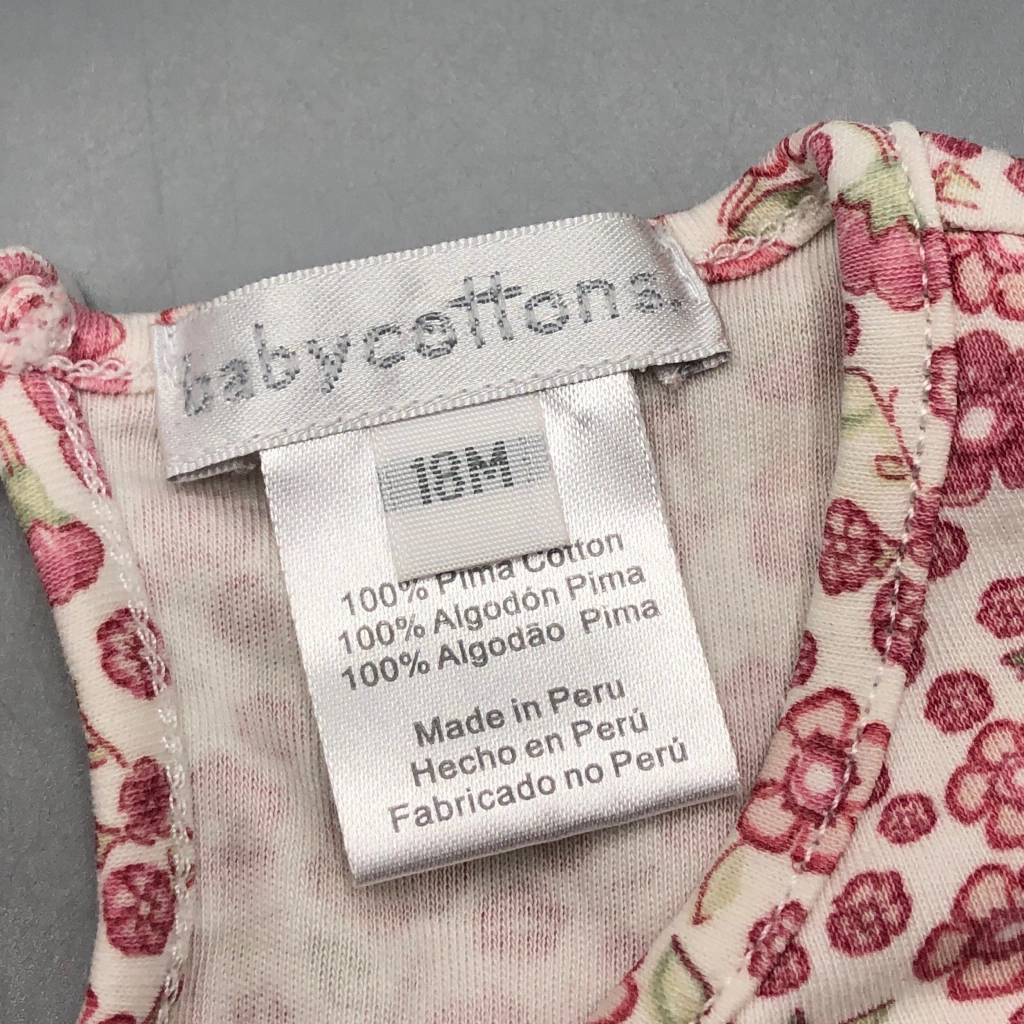 babycottons
18M
100% Pima Cotton
100% Algodón Pima
100% Algodão Pima
Made in Peru
Hecho en Perú
Fabricado no Perú